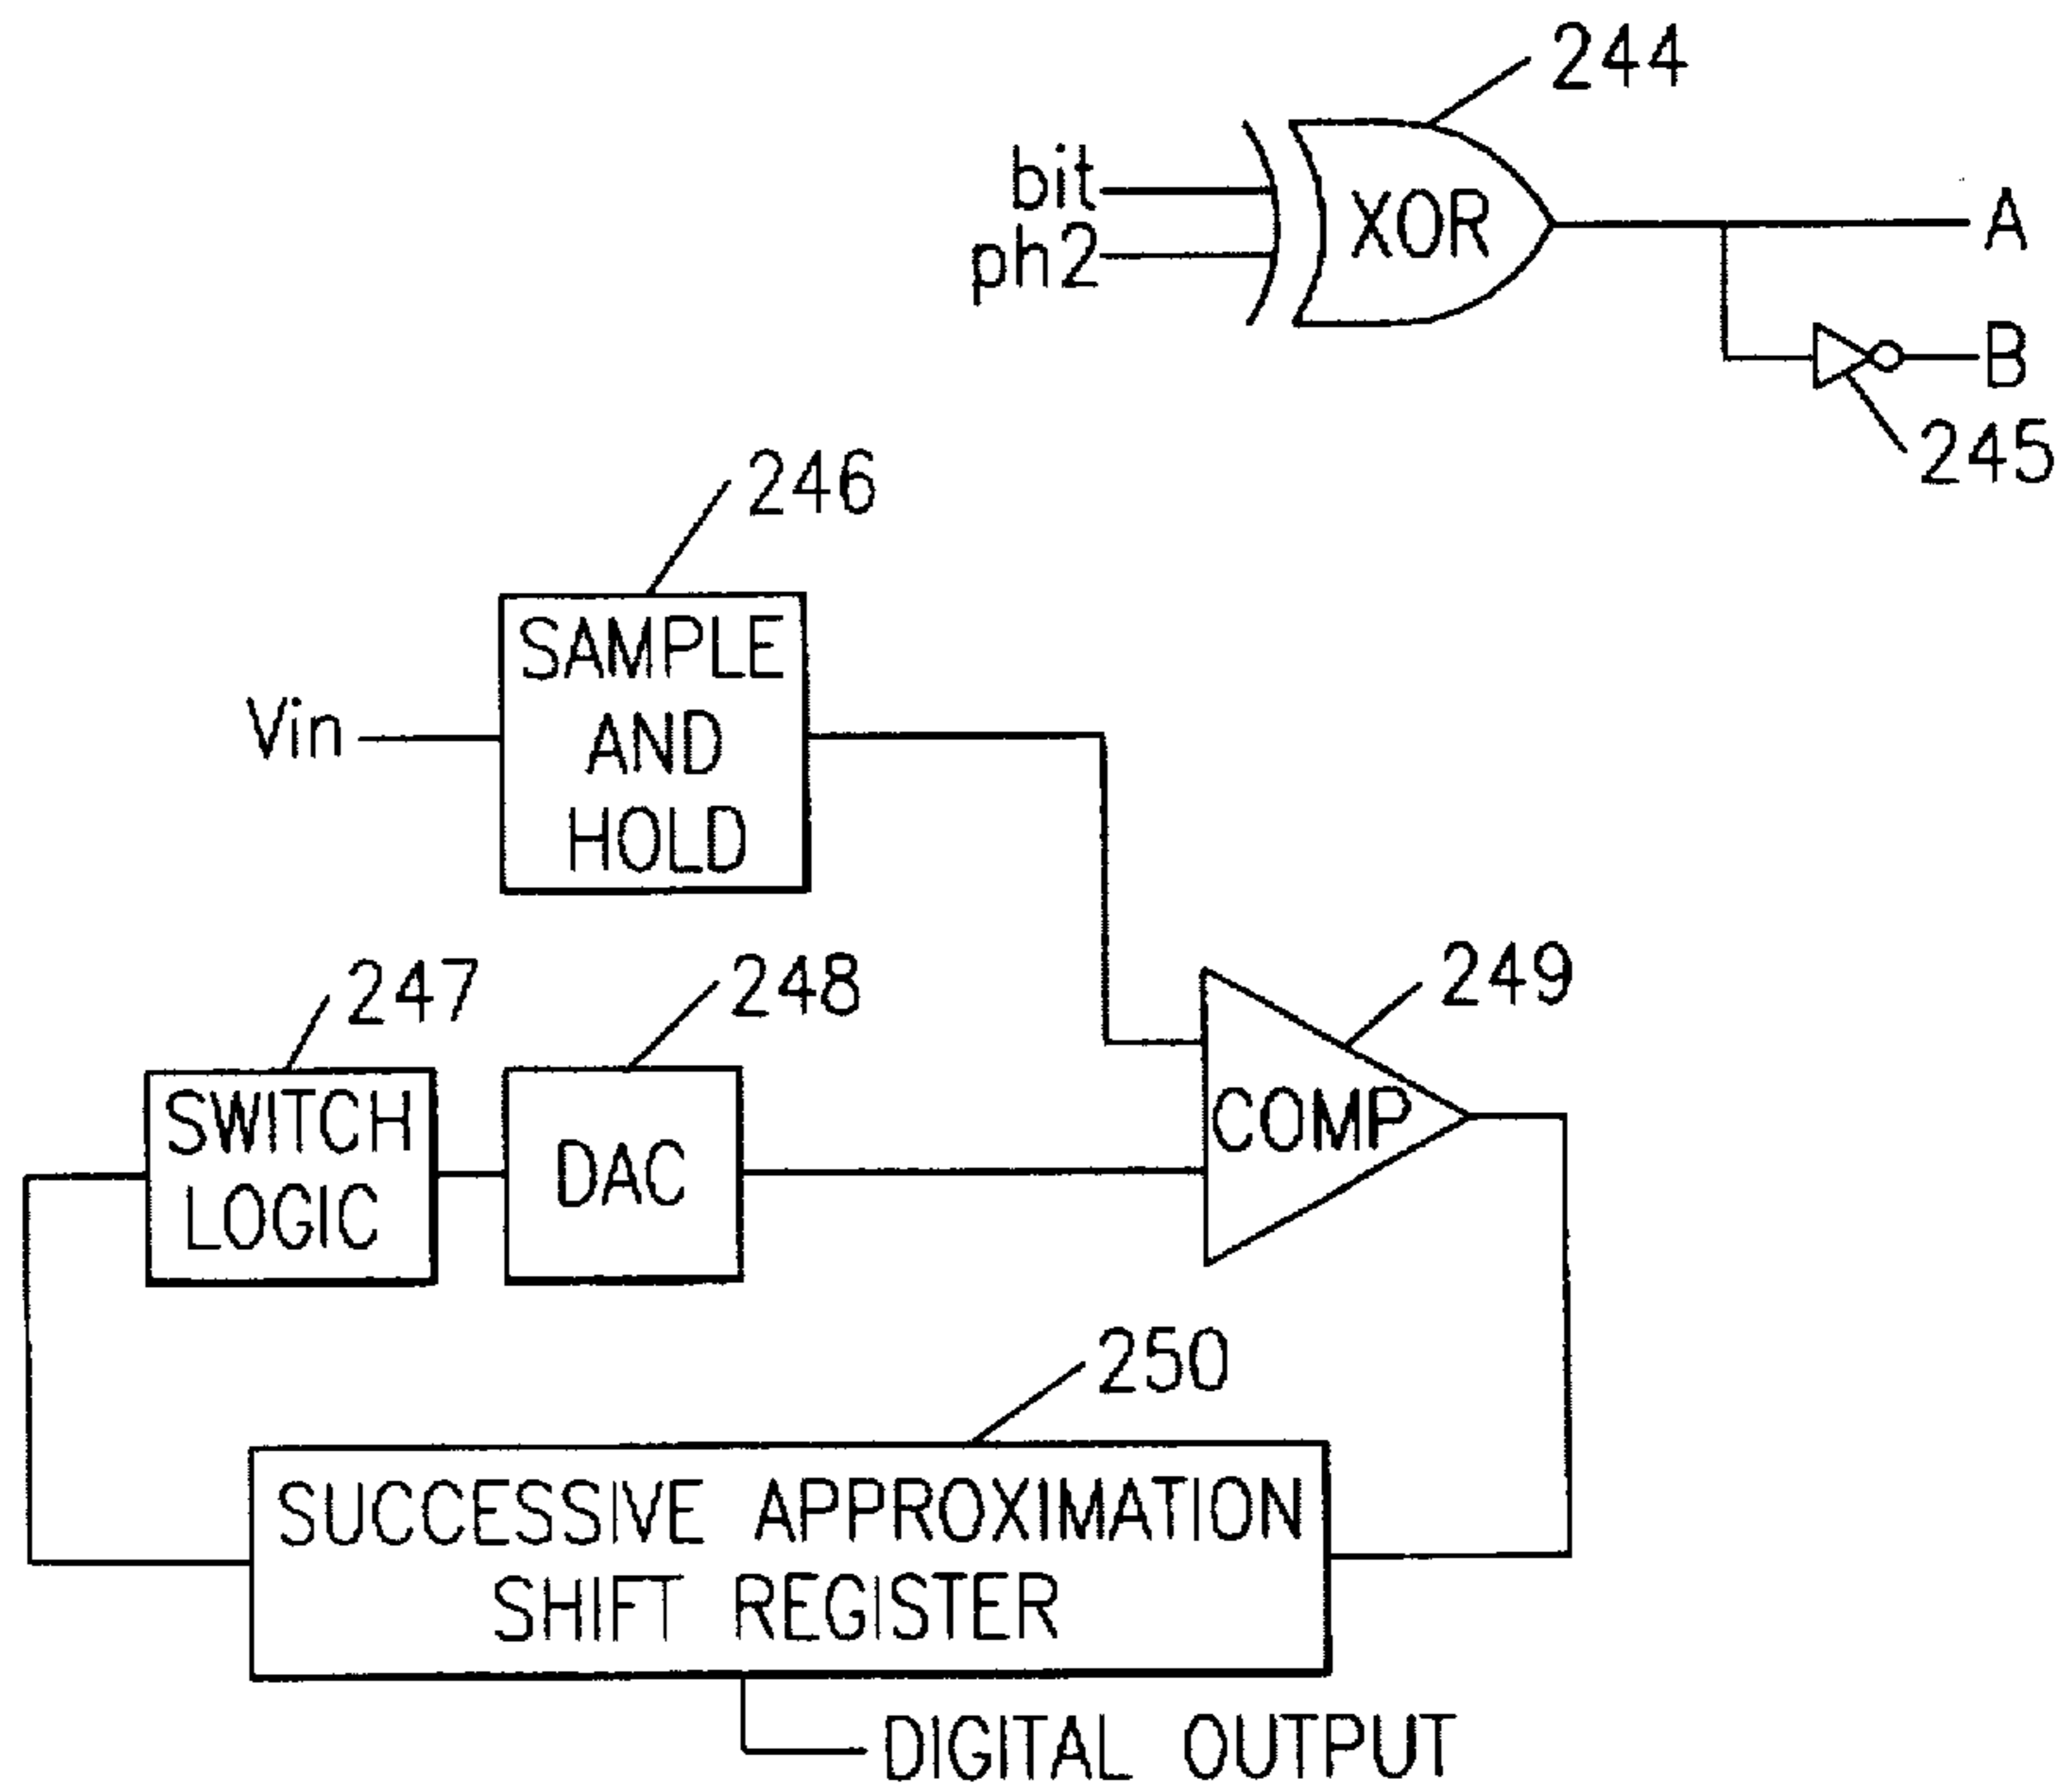 244
bit
ph2
XOR
A
B
245
246
SAMPLE
AND
HOLD
Vin
247
248
249
SWITCH
LOGIC
DAC
COMP
250
SUCCESSIVE APPROXIMATION
SHIFT REGISTER
DIGITAL OUTPUT